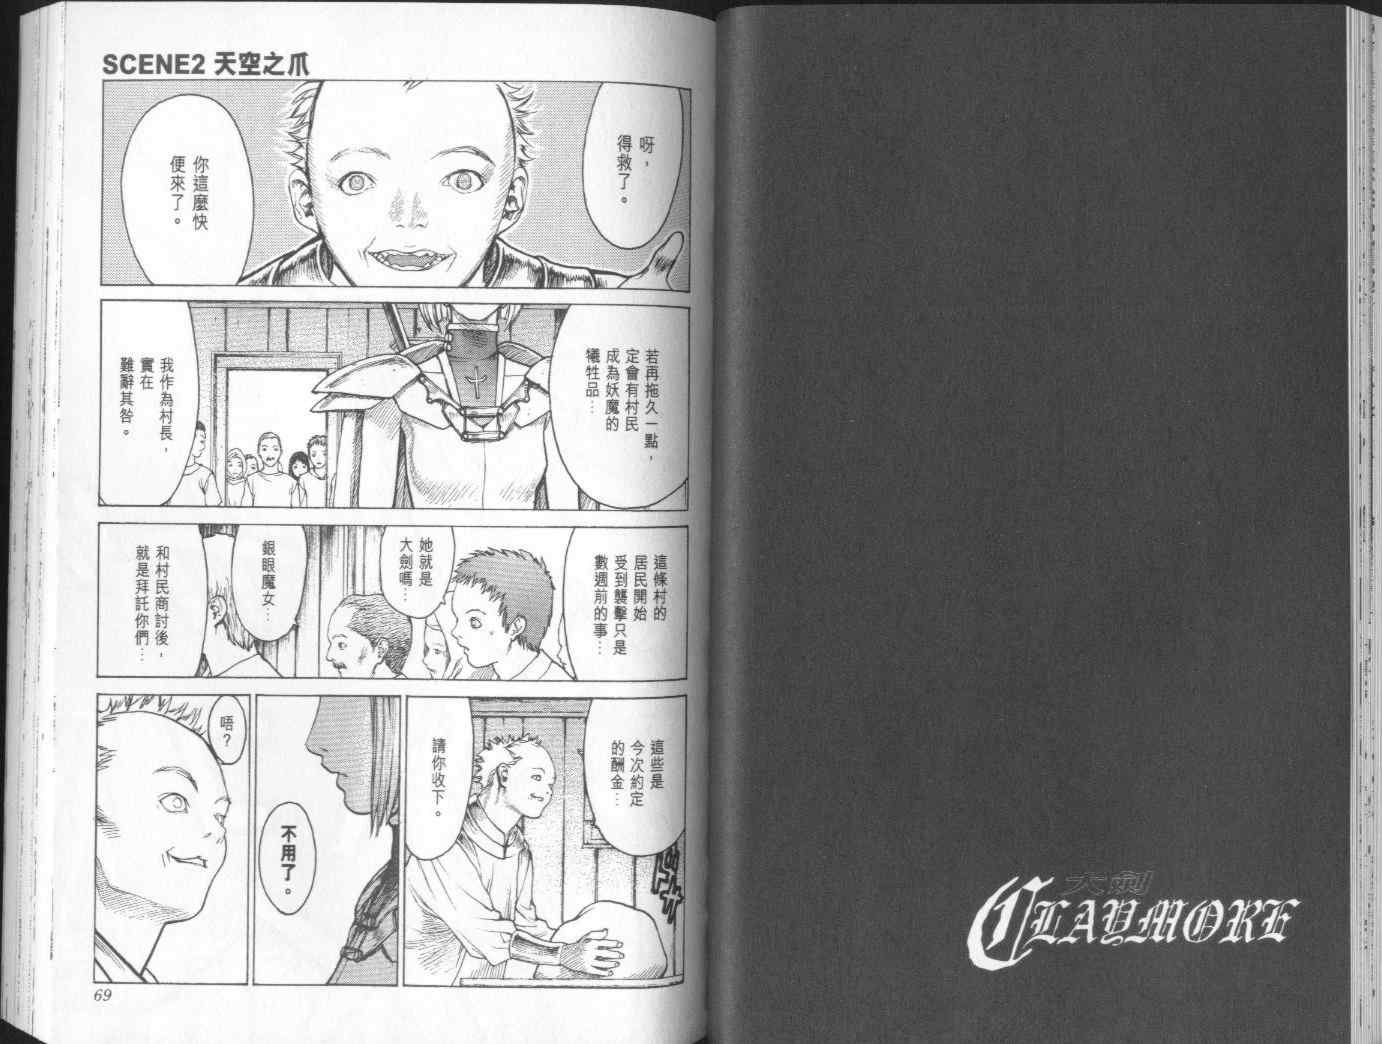 SCENE2 天空之爪
呀，
得救了。
你這麼快
便來了。
若再拖久一點，
定會有村民
成為妖魔的
犧牲品…
我作為村長，
實在
難辭其咎。
這條村的
居民開始
受到襲擊只是
數週前的事…
她就是
大劍嗎…
銀眼魔女…
和村民商討後，
就是拜託你們…
這些是
今次約定
的酬金…
請你收下。
不用了。
唔？
69
大劍
CLAYMORE